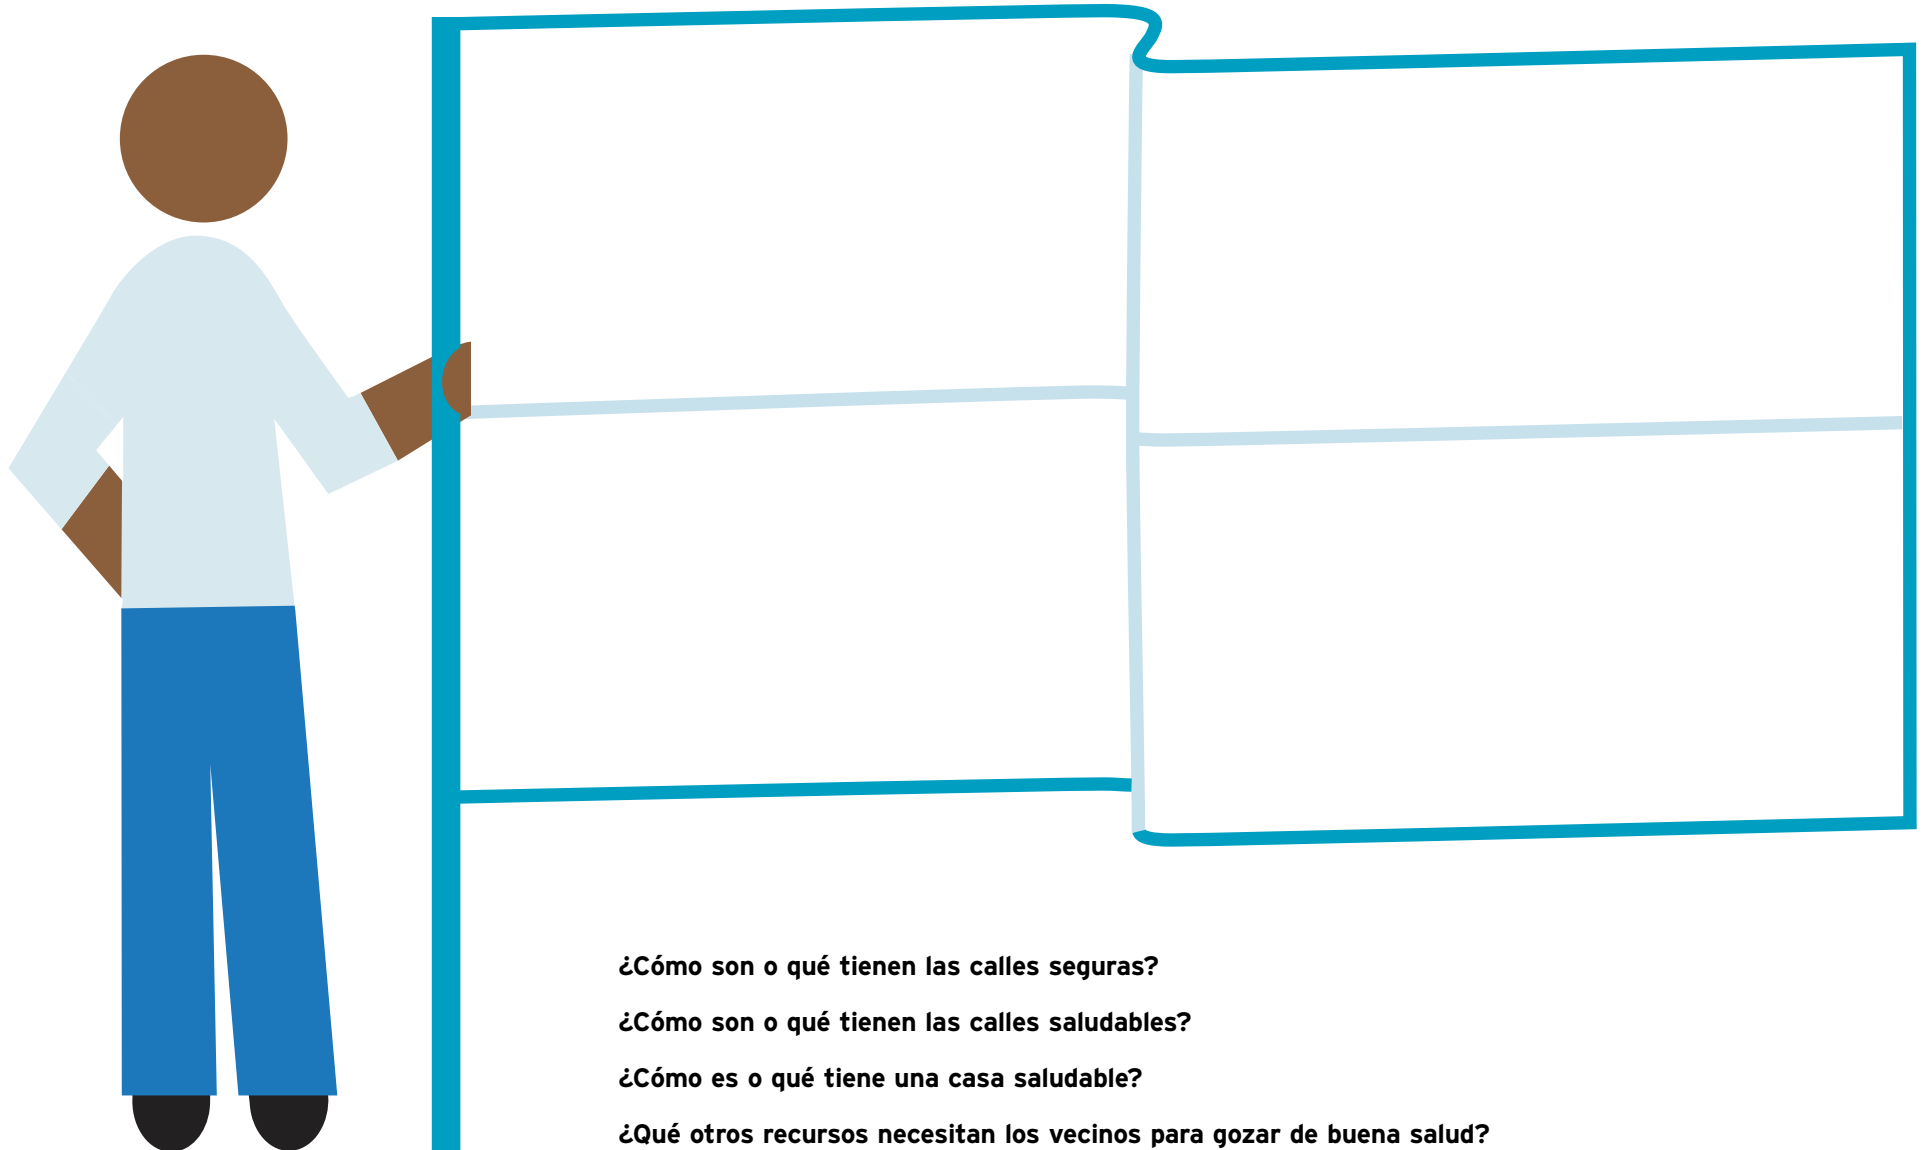 ¿Cómo son o qué tienen las calles seguras?
¿Cómo son o qué tienen las calles saludables?
¿Cómo es o qué tiene una casa saludable?
¿Qué otros recursos necesitan los vecinos para gozar de buena salud?